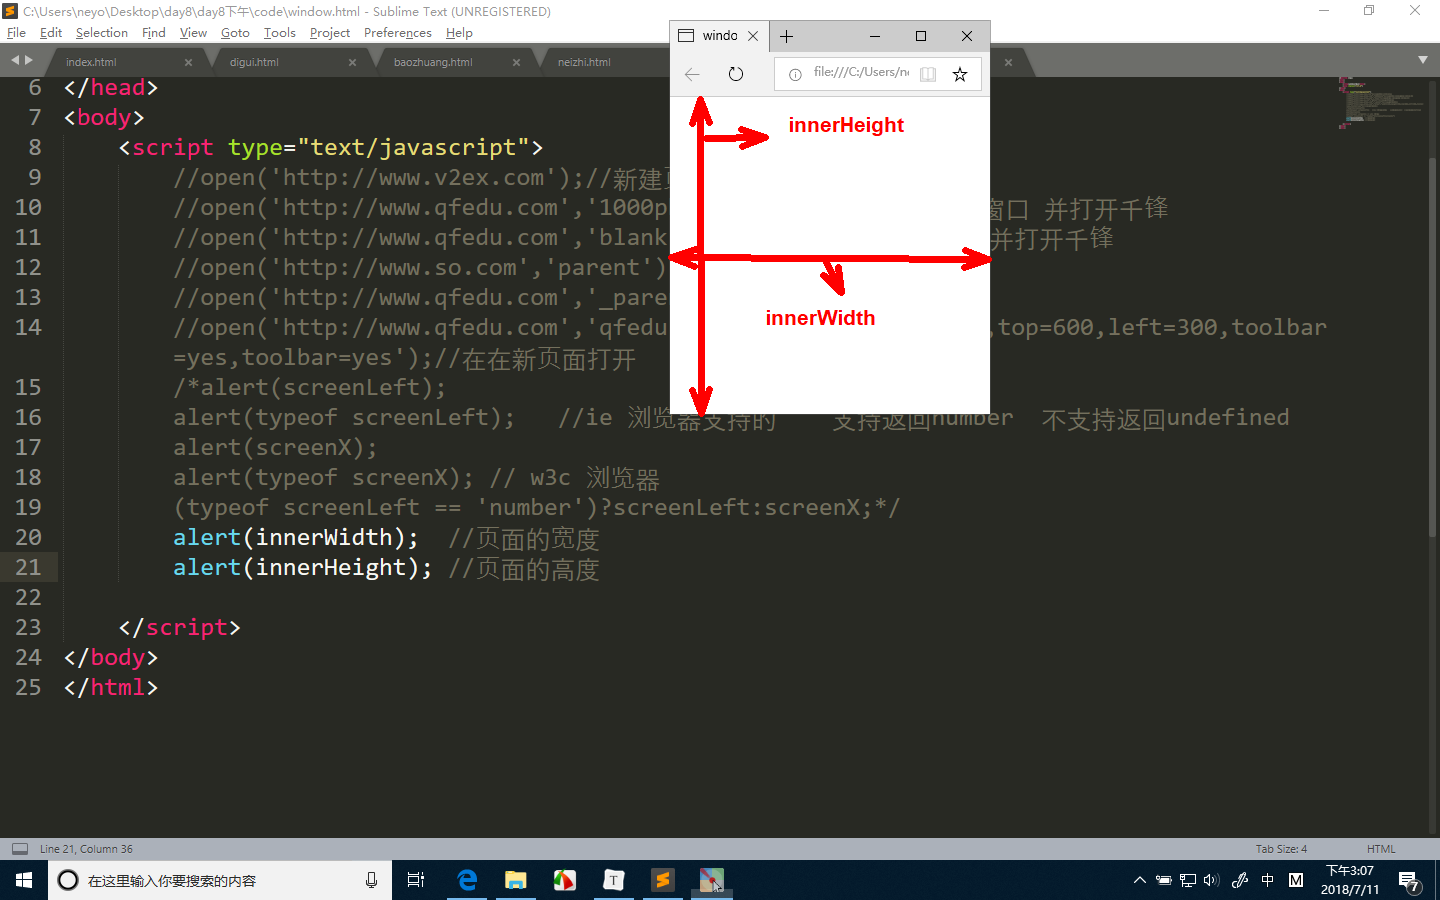 C:\Users\neyo\Desktop\day8\day8下午\code\window.html - Sublime Text (UNREGISTERED)
File Edit Selection Find View Goto Tools Project Preferences Help
index.html digui.html baozhuang.html neizhi.html
windo
file:///C:/Users/ne
6 </head>
7 <body>
8 <script type="text/javascript">
9 //open('http://www.v2ex.com');//新建
10 //open('http://www.qfedu.com','1000p 窗口 并打开千锋
11 //open('http://www.qfedu.com','blank 并打开千锋
12 //open('http://www.so.com','parent')
13 //open('http://www.qfedu.com','_pare
14 //open('http://www.qfedu.com','qfedu ,top=600,left=300,toolbar
=yes,toolbar=yes');//在在新页面打开
15 /*alert(screenLeft);
16 alert(typeof screenLeft); //ie 浏览器支持的 支持返回number 不支持返回undefined
17 alert(screenX);
18 alert(typeof screenX); // w3c 浏览器
19 (typeof screenLeft == 'number')?screenLeft:screenX;*/
20 alert(innerWidth); //页面的宽度
21 alert(innerHeight); //页面的高度
22
23 </script>
24 </body>
25 </html>
innerHeight
innerWidth
Line 21, Column 36 Tab Size: 4 HTML
在这里输入你要搜索的内容
T
中 M
下午3:07
2018/7/11
7